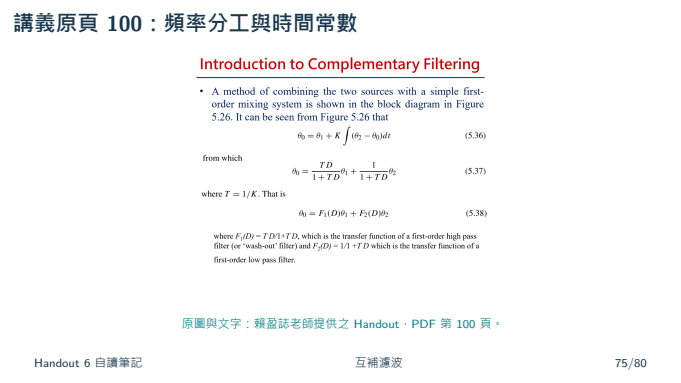 講義原頁 100：頻率分工與時間常數
Introduction to Complementary Filtering
• A method of combining the two sources with a simple first-
order mixing system is shown in the block diagram in Figure
5.26. It can be seen from Figure 5.26 that
θ₀ = θ₁ + K ∫(θ₂ − θ₀)dt (5.36)
from which
θ₀ = TD/(1 + TD) θ₁ + 1/(1 + TD) θ₂ (5.37)
where T = 1/K. That is
θ₀ = F₁(D)θ₁ + F₂(D)θ₂ (5.38)
where F₁(D) = TD/1+TD, which is the transfer function of a first-order high pass
filter (or ‘wash-out’ filter) and F₂(D) = 1/1 +TD which is the transfer function of a
first-order low pass filter.
原圖與文字：賴盈誌老師提供之 Handout，PDF 第 100 頁。
Handout 6 自讀筆記 互補濾波 75/80